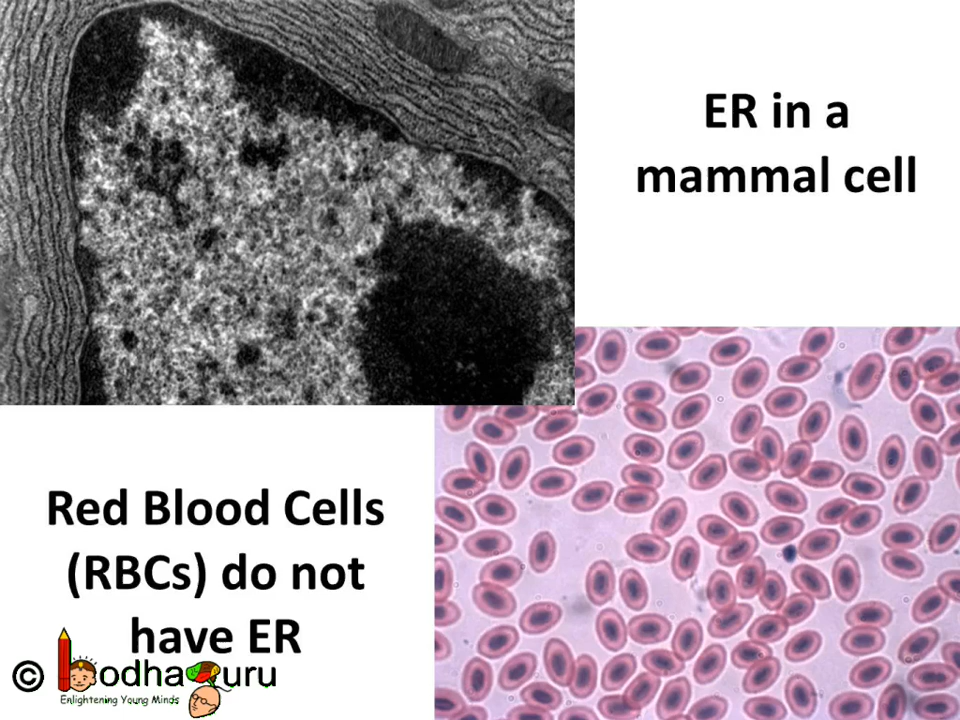 ER in a
mammal cell
Red Blood Cells
(RBCs) do not
have ER
© BodhaGuru
Enlightening Young Minds